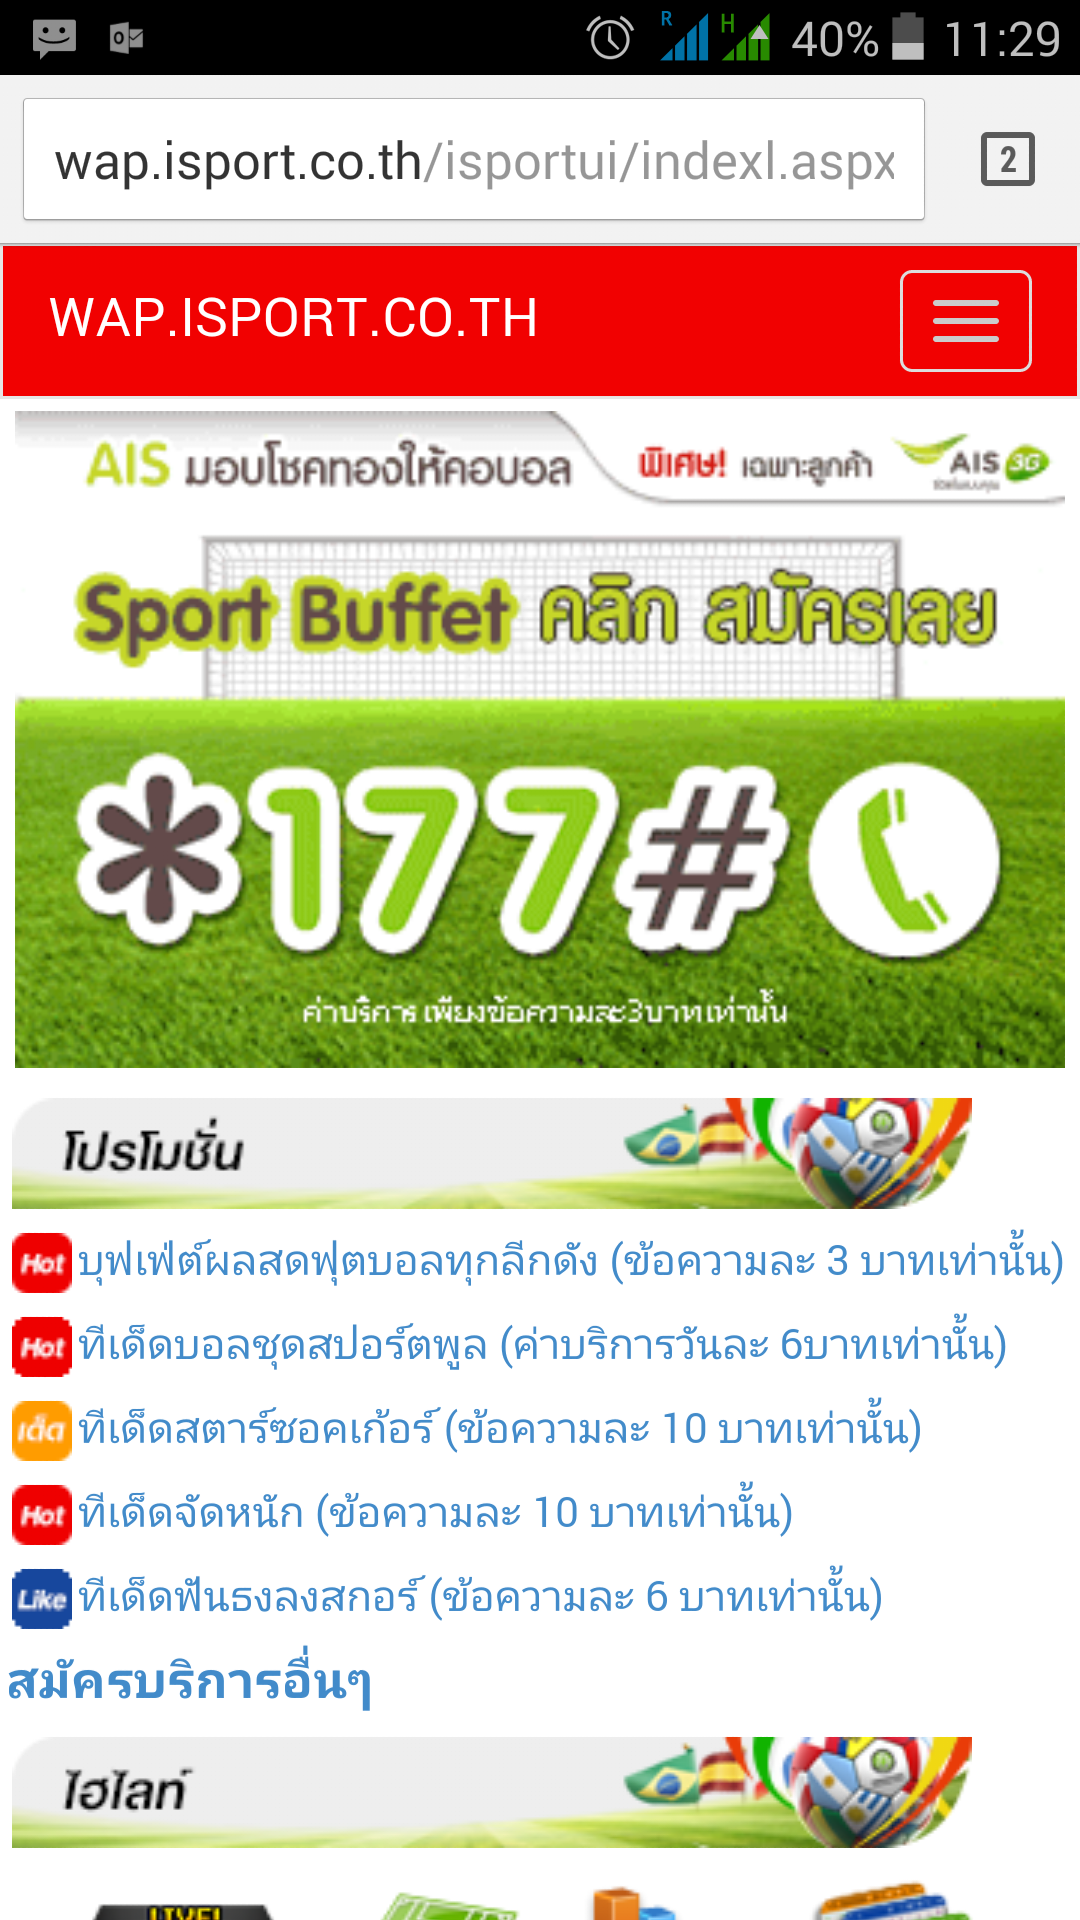 40% 11:29
wap.isport.co.th/isportui/indexl.aspx
2
WAP.ISPORT.CO.TH
AIS มอบโชคทองให้คอบอล
พิเศษ! เฉพาะลูกค้า AIS 3G
Sport Buffet คลิก สมัครเลย
*177#
ค่าบริการ เพียงข้อความละ3บาทเท่านั้น
โปรโมชั่น
Hot บุฟเฟ่ต์ผลสดฟุตบอลทุกลีกดัง (ข้อความละ 3 บาทเท่านั้น)
Hot ทีเด็ดบอลชุดสปอร์ตพูล (ค่าบริการวันละ 6บาทเท่านั้น)
เด็ด ทีเด็ดสตาร์ซอคเก้อร์ (ข้อความละ 10 บาทเท่านั้น)
Hot ทีเด็ดจัดหนัก (ข้อความละ 10 บาทเท่านั้น)
Like ทีเด็ดฟันธงลงสกอร์ (ข้อความละ 6 บาทเท่านั้น)
สมัครบริการอื่นๆ
ไฮไลท์
LIVE!